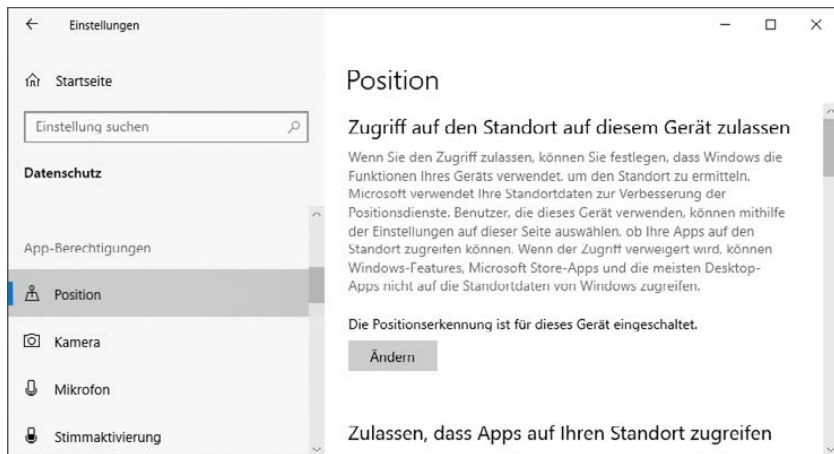 Einstellungen
Startseite
Einstellung suchen
Datenschutz
App-Berechtigungen
Position
Kamera
Mikrofon
Stimmaktivierung
Position
Zugriff auf den Standort auf diesem Gerät zulassen
Wenn Sie den Zugriff zulassen, können Sie festlegen, dass Windows die
Funktionen Ihres Geräts verwendet, um den Standort zu ermitteln.
Microsoft verwendet Ihre Standortdaten zur Verbesserung der
Positionsdienste. Benutzer, die dieses Gerät verwenden, können mithilfe
der Einstellungen auf dieser Seite auswählen, ob Ihre Apps auf den
Standort zugreifen können. Wenn der Zugriff verweigert wird, können
Windows-Features, Microsoft Store-Apps und die meisten Desktop-
Apps nicht auf die Standortdaten von Windows zugreifen.
Die Positionserkennung ist für dieses Gerät eingeschaltet.
Ändern
Zulassen, dass Apps auf Ihren Standort zugreifen